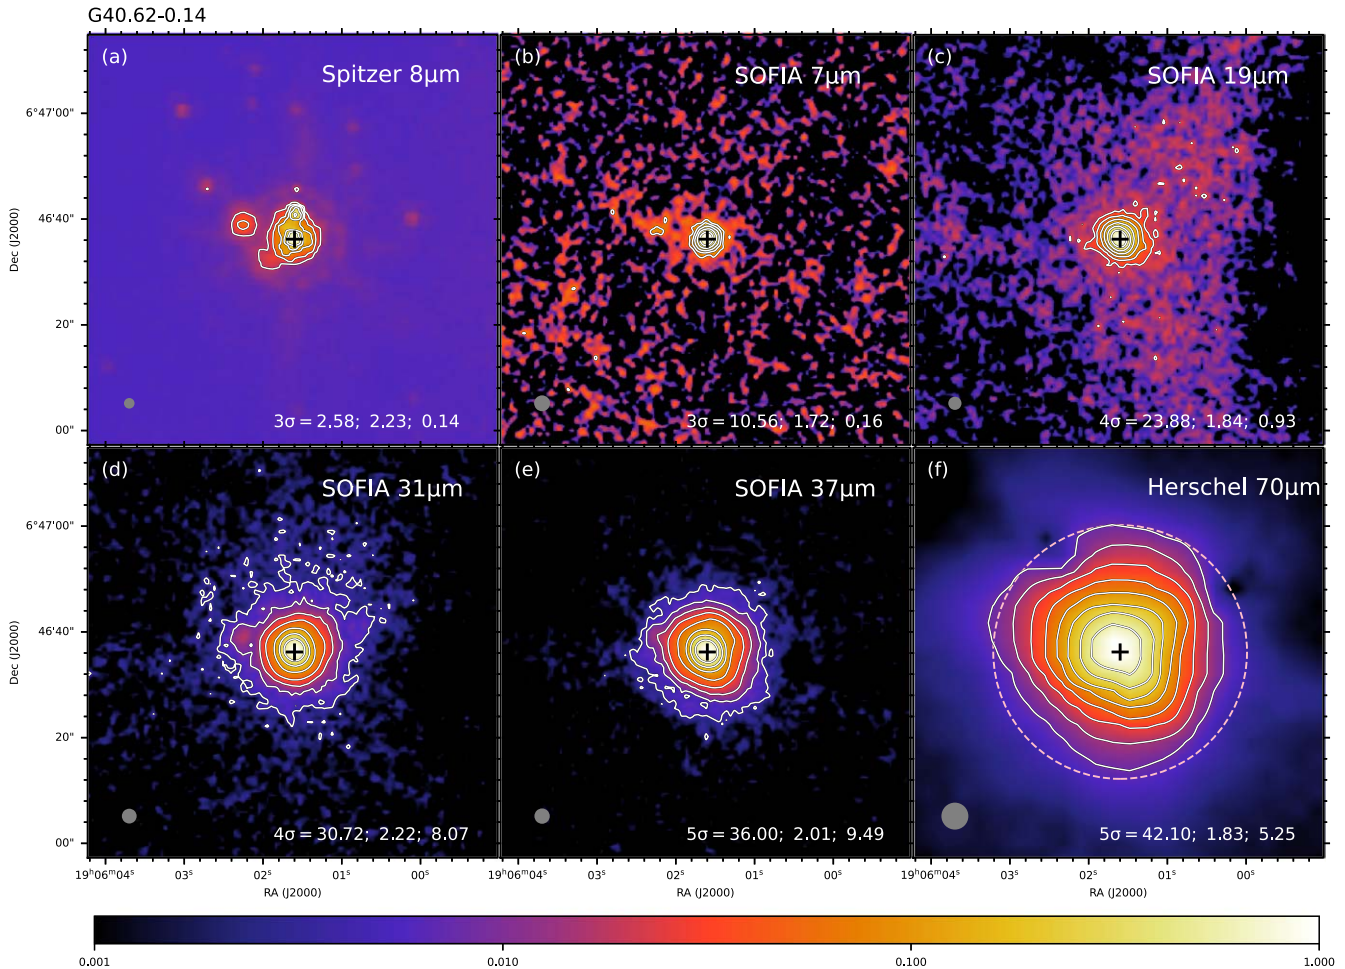 G40.62-0.14
(a)
Spitzer 8μm
3σ=2.58; 2.23; 0.14
(b)
SOFIA 7μm
3σ=10.56; 1.72; 0.16
(c)
SOFIA 19μm
4σ=23.88; 1.84; 0.93
6°47'00"
46'40"
20"
00"
Dec (J2000)
(d)
SOFIA 31μm
4σ=30.72; 2.22; 8.07
(e)
SOFIA 37μm
5σ=36.00; 2.01; 9.49
(f)
Herschel 70μm
5σ=42.10; 1.83; 5.25
6°47'00"
46'40"
20"
00"
Dec (J2000)
19ʰ06ᵐ04ˢ 03ˢ 02ˢ 01ˢ 00ˢ
RA (J2000)
19ʰ06ᵐ04ˢ 03ˢ 02ˢ 01ˢ 00ˢ
RA (J2000)
19ʰ06ᵐ04ˢ 03ˢ 02ˢ 01ˢ 00ˢ
RA (J2000)
0.001 0.010 0.100 1.000